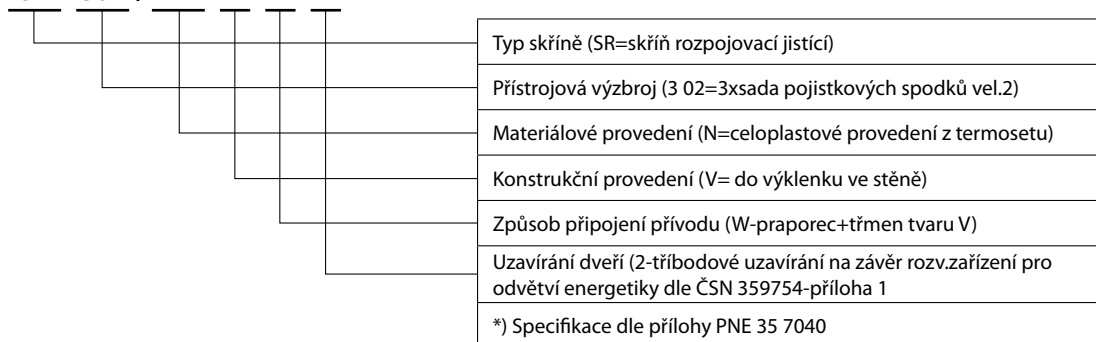 Typ skříně (SR=skříň rozpojovací jistící)
Přístrojová výzbroj (3 02=3xsada pojistkových spodků vel.2)
Materiálové provedení (N=celoplastové provedení z termosetu)
Konstrukční provedení (V= do výklenku ve stěně)
Způsob připojení přívodu (W-praporec+třmen tvaru V)
Uzavírání dveří (2-tříbodové uzavírání na závěr rozv.zařízení pro
odvětví energetiky dle ČSN 359754-příloha 1
*) Specifikace dle přílohy PNE 35 7040